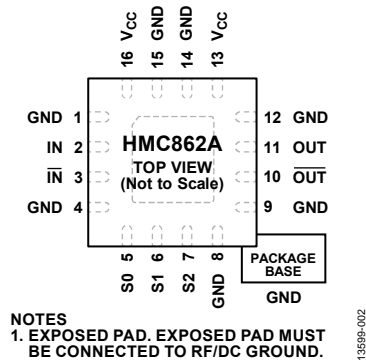 16 VCC
15 GND
14 GND
13 VCC
GND 1
IN 2
IN 3
GND 4
HMC862A
TOP VIEW
(Not to Scale)
12 GND
11 OUT
10 OUT
9 GND
S0 5
S1 6
S2 7
GND 8
PACKAGE
BASE
GND
NOTES
1. EXPOSED PAD. EXPOSED PAD MUST
BE CONNECTED TO RF/DC GROUND.
13599-002